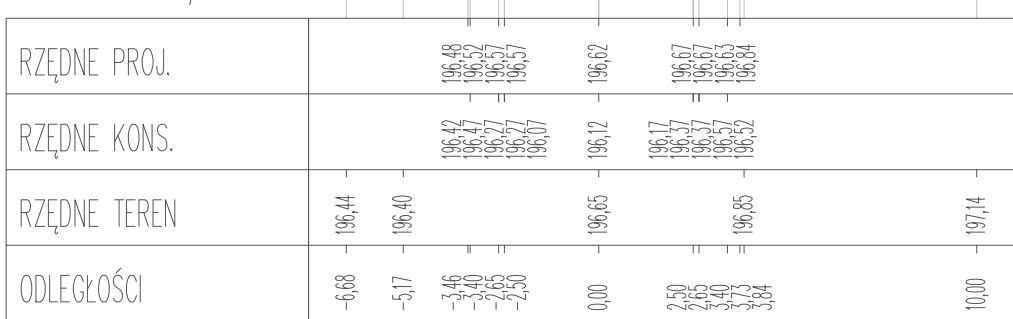 RZĘDNE PROJ. 196,48 196,52 196,57 196,57 196,62 196,67 196,67 196,63 196,84
RZĘDNE KONS. 196,42 196,47 196,27 196,27 196,07 196,12 196,17 196,37 196,37 196,57 196,52
RZĘDNE TEREN 196,44 196,40 196,65 196,85 197,14
ODLEGŁOŚCI -6,68 -5,17 -3,46 -3,40 -2,65 -2,50 0,00 2,50 2,65 3,40 3,73 3,84 10,00